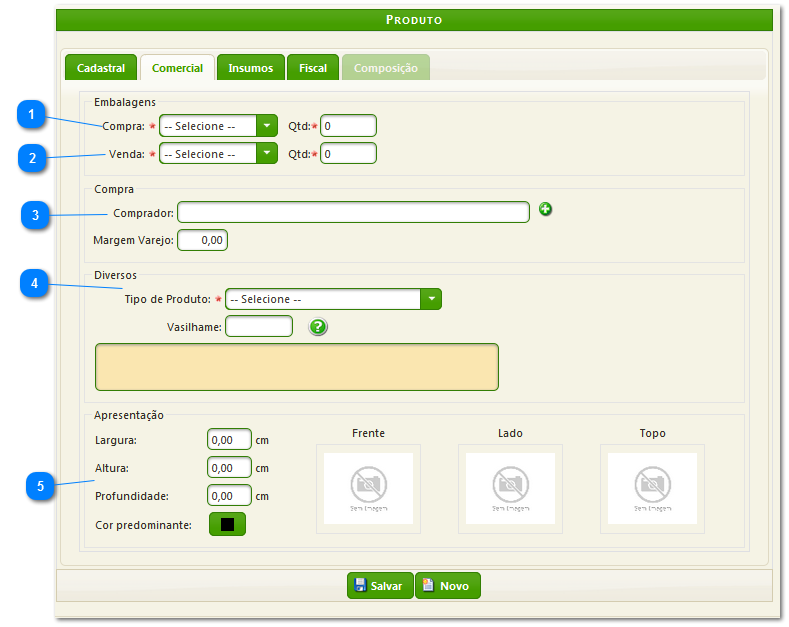 PRODUTO
Cadastral Comercial Insumos Fiscal Composição
Embalagens
1 Compra: * -- Selecione -- Qtd:* 0
2 Venda: * -- Selecione -- Qtd:* 0
Compra
3 Comprador:
Margem Varejo: 0,00
Diversos
4 Tipo de Produto: * -- Selecione --
Vasilhame: ?
Apresentação
Largura: 0,00 cm Frente Lado Topo
Altura: 0,00 cm
5 Profundidade: 0,00 cm
Sem Imagem Sem Imagem Sem Imagem
Cor predominante:
Salvar Novo